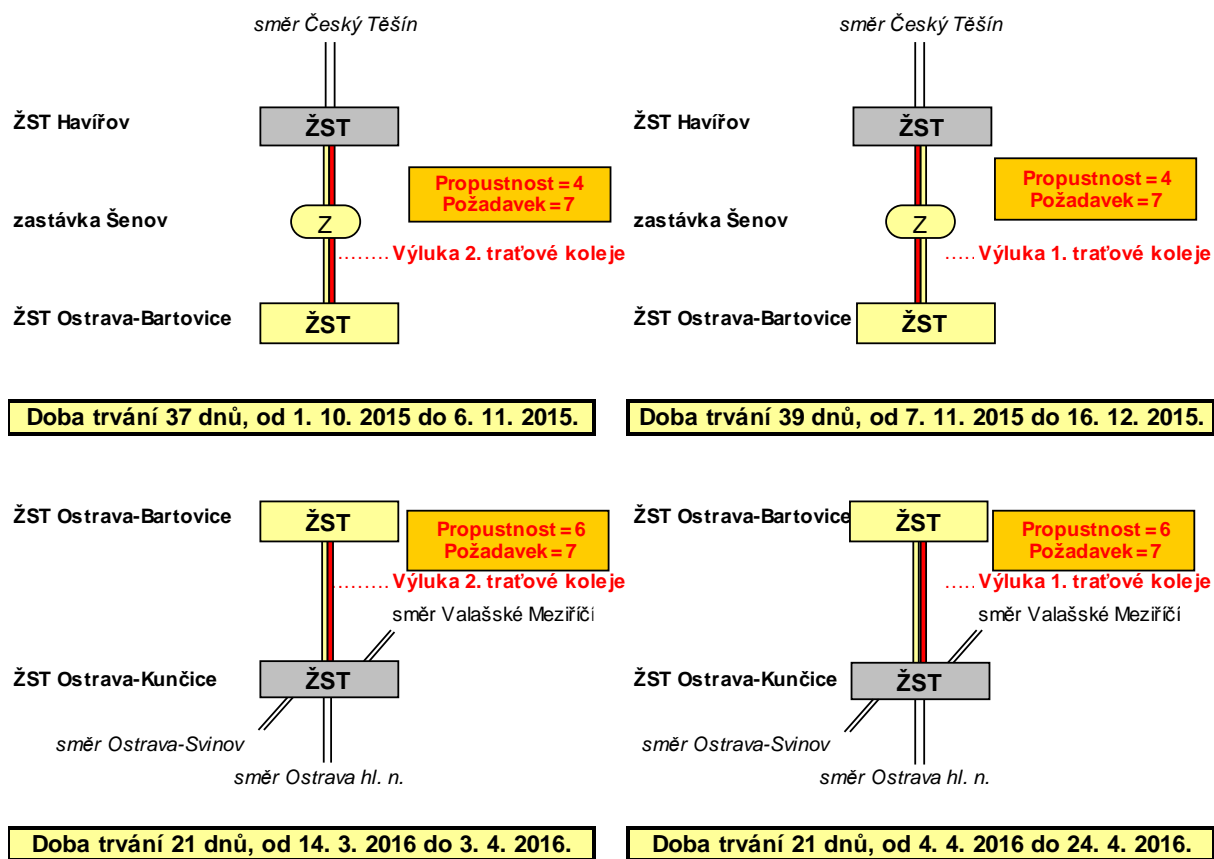 směr Český Těšín
ŽST Havířov
ŽST
Propustnost = 4
Požadavek = 7
zastávka Šenov
Z
Výluka 2. traťové koleje
ŽST Ostrava-Bartovice
ŽST
Doba trvání 37 dnů, od 1. 10. 2015 do 6. 11. 2015.
směr Český Těšín
ŽST Havířov
ŽST
Propustnost = 4
Požadavek = 7
zastávka Šenov
Z
Výluka 1. traťové koleje
ŽST Ostrava-Bartovice
ŽST
Doba trvání 39 dnů, od 7. 11. 2015 do 16. 12. 2015.
ŽST Ostrava-Bartovice
ŽST
Propustnost = 6
Požadavek = 7
Výluka 2. traťové koleje
směr Valašské Meziříčí
ŽST Ostrava-Kunčice
ŽST
směr Ostrava-Svinov
směr Ostrava hl. n.
Doba trvání 21 dnů, od 14. 3. 2016 do 3. 4. 2016.
ŽST Ostrava-Bartovice
ŽST
Propustnost = 6
Požadavek = 7
Výluka 1. traťové koleje
směr Valašské Meziříčí
ŽST Ostrava-Kunčice
ŽST
směr Ostrava-Svinov
směr Ostrava hl. n.
Doba trvání 21 dnů, od 4. 4. 2016 do 24. 4. 2016.